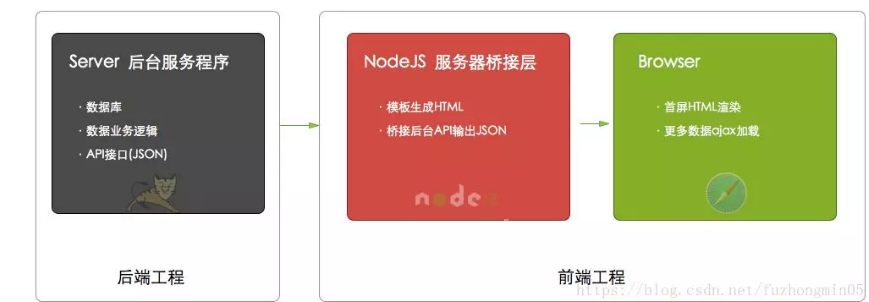 Server 后台服务程序
· 数据库
· 数据业务逻辑
· API接口(JSON)
后端工程
NodeJS 服务器桥接层
· 模板生成HTML
· 桥接后台API输出JSON
node
Browser
· 首屏HTML渲染
· 更多数据ajax加载
前端工程
https://blog.csdn.net/fuzhongmin05